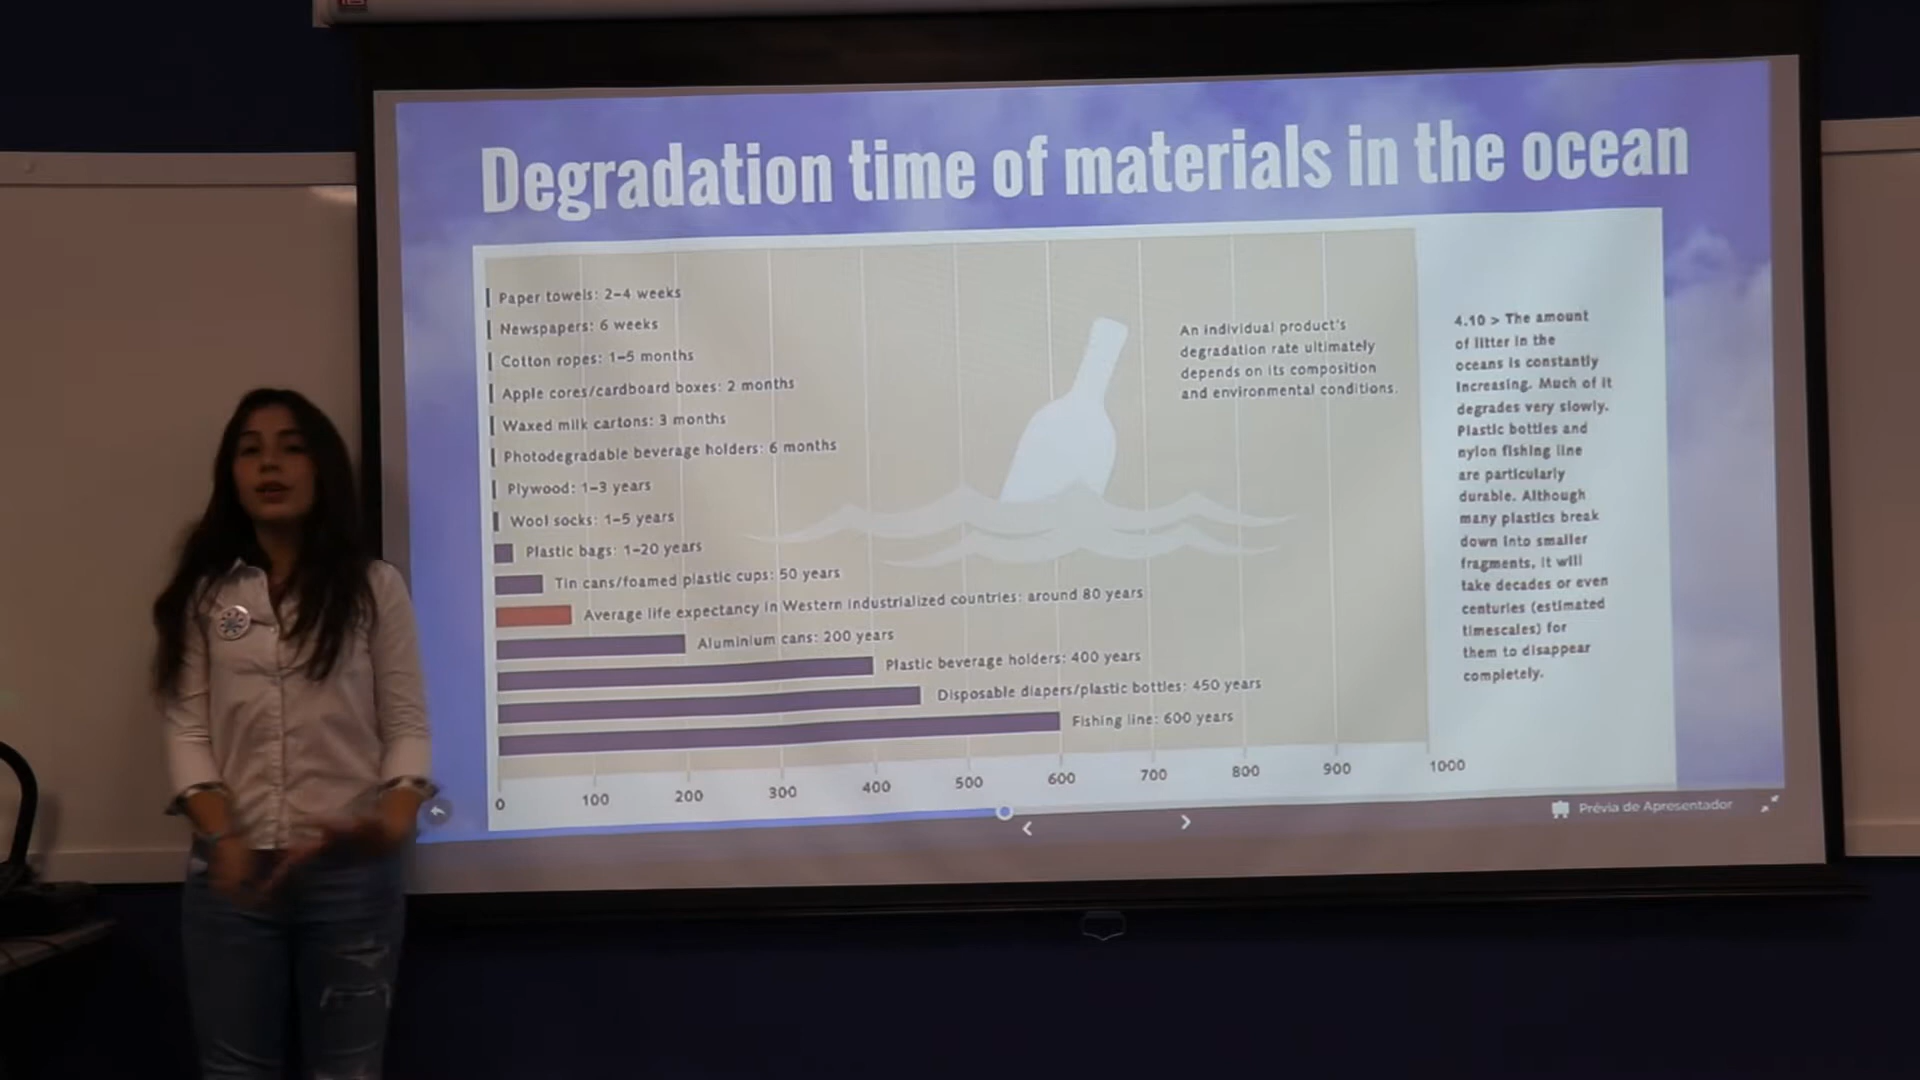 Degradation time of materials in the ocean
Paper towels: 2–4 weeks
Newspapers: 6 weeks
Cotton ropes: 1–5 months
Apple cores/cardboard boxes: 2 months
Waxed milk cartons: 3 months
Photodegradable beverage holders: 6 months
Plywood: 1–3 years
Wool socks: 1–5 years
Plastic bags: 1–20 years
Tin cans/foamed plastic cups: 50 years
Average life expectancy in Western industrialized countries: around 80 years
Aluminium cans: 200 years
Plastic beverage holders: 400 years
Disposable diapers/plastic bottles: 450 years
Fishing line: 600 years
0 100 200 300 400 500 600 700 800 900 1000
An individual product's
degradation rate ultimately
depends on its composition
and environmental conditions.
4.10 > The amount
of litter in the
oceans is constantly
increasing. Much of it
degrades very slowly.
Plastic bottles and
nylon fishing line
are particularly
durable. Although
many plastics break
down into smaller
fragments, it will
take decades or even
centuries (estimated
timescales) for
them to disappear
completely.
Prévia de Apresentador